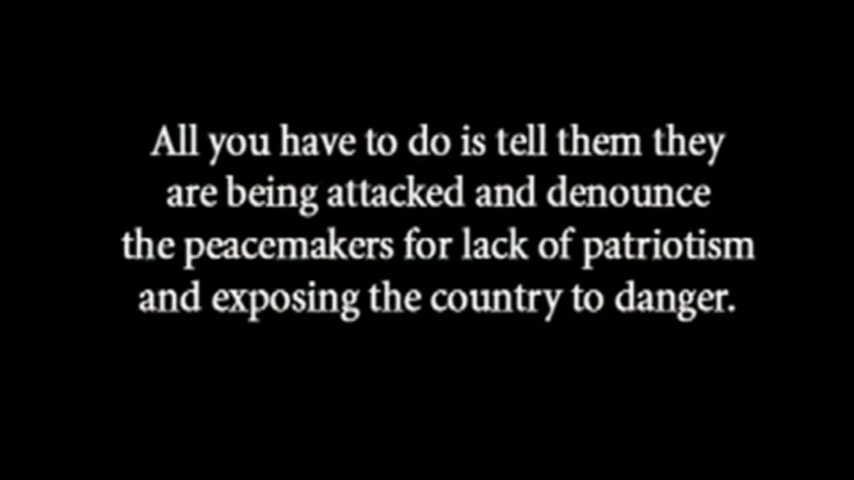 All you have to do is tell them they
are being attacked and denounce
the peacemakers for lack of patriotism
and exposing the country to danger.